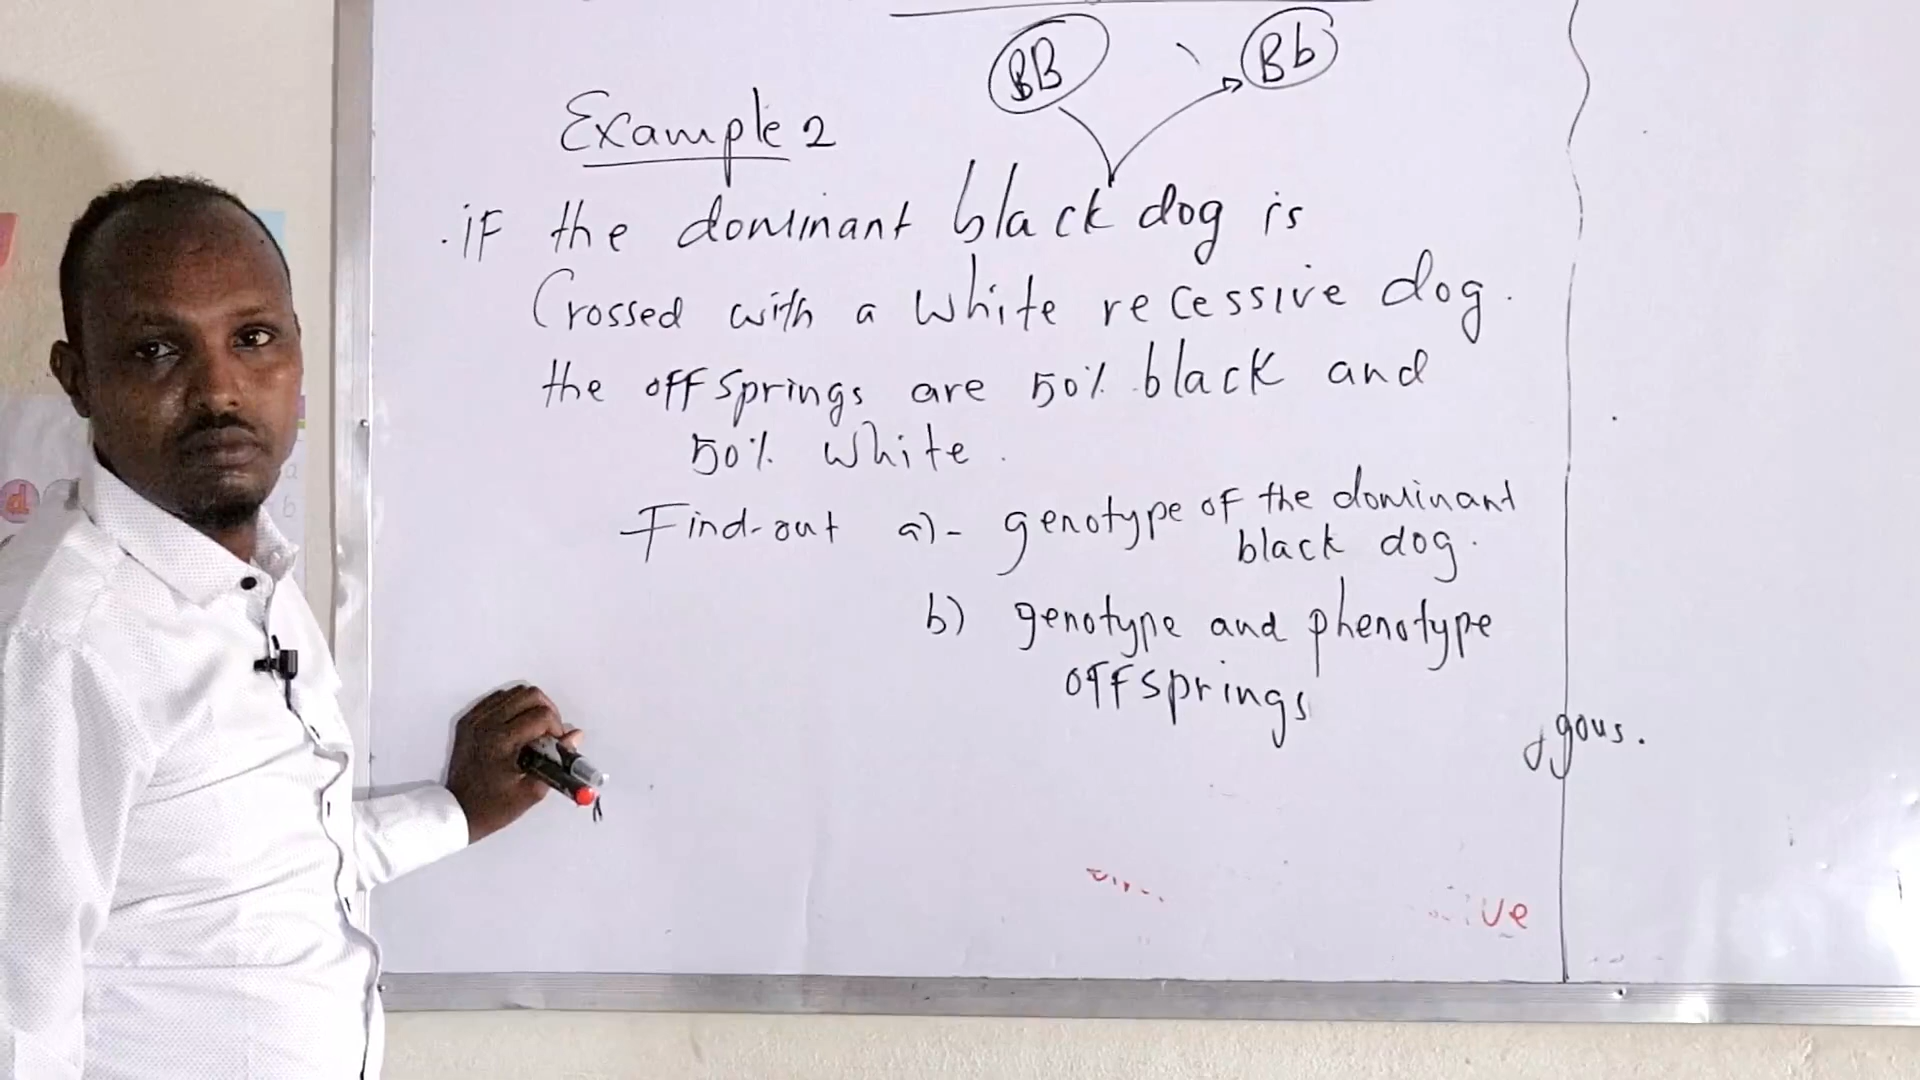 BB Bb
Example 2
. if the dominant black dog is
Crossed with a white recessive dog.
the offsprings are 50% black and
50% white.
Find-out a)- genotype of the dominant
black dog.
b) genotype and phenotype
offsprings
gous.
ve
d
a
b